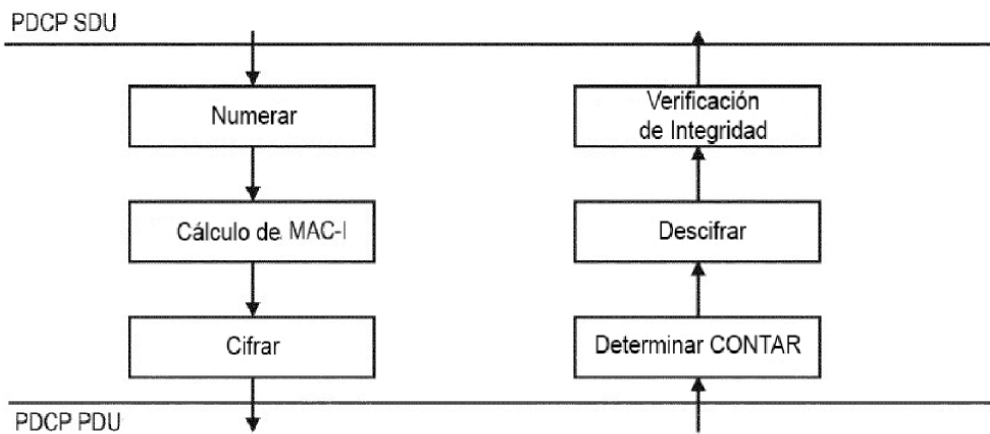 PDCP SDU
Numerar
Cálculo de MAC-I
Cifrar
Verificación
de Integridad
Descifrar
Determinar CONTAR
PDCP PDU